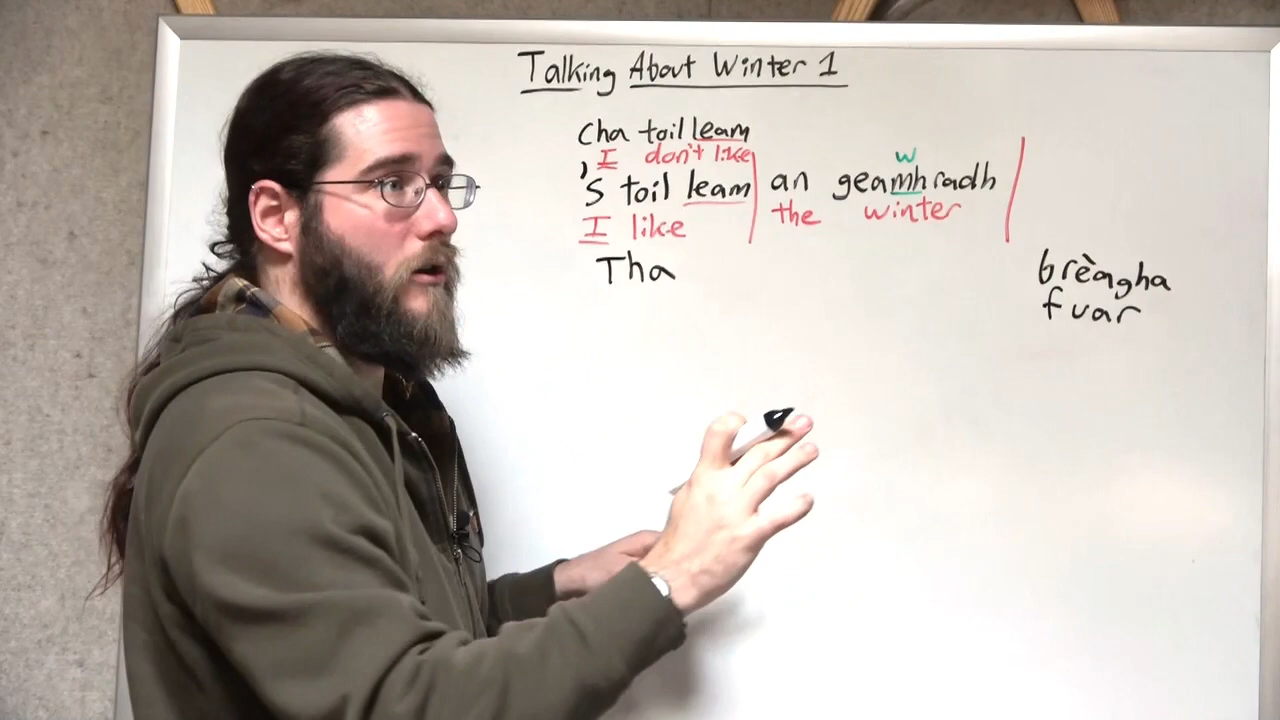 Talking About Winter 1
Cha toil leam
I don't like
w
'S toil leam an geamhradh
I like the winter
Tha
brèagha
fuar